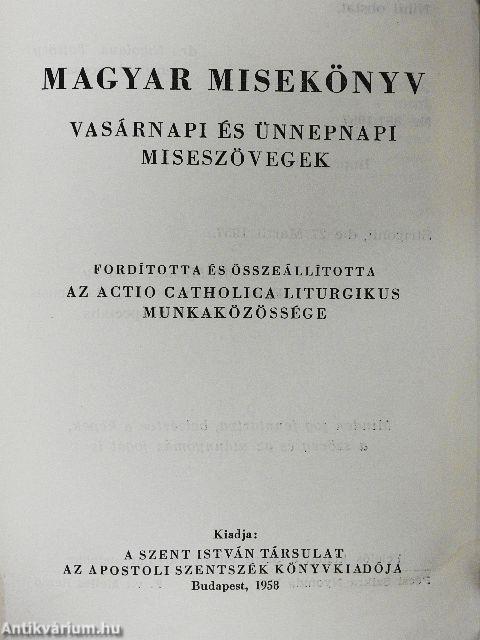 MAGYAR MISEKÖNYV
VASÁRNAPI ÉS ÜNNEPNAPI
MISESZÖVEGEK
FORDÍTOTTA ÉS ÖSSZEÁLLÍTOTTA
AZ ACTIO CATHOLICA LITURGIKUS
MUNKAKÖZÖSSÉGE
Kiadja:
A SZENT ISTVÁN TÁRSULAT
AZ APOSTOLI SZENTSZÉK KÖNYVKIADÓJA
Budapest, 1958
Antikvárium.hu